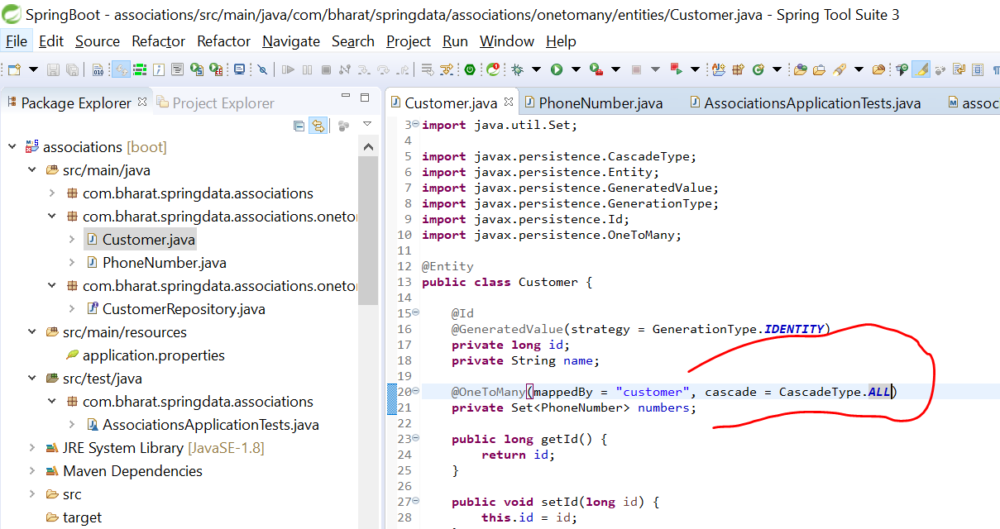 SpringBoot - associations/src/main/java/com/bharat/springdata/associations/onetomany/entities/Customer.java - Spring Tool Suite 3
File Edit Source Refactor Refactor Navigate Search Project Run Window Help
Package Explorer
Project Explorer
associations [boot]
src/main/java
com.bharat.springdata.associations
com.bharat.springdata.associations.oneto
Customer.java
PhoneNumber.java
com.bharat.springdata.associations.oneto
CustomerRepository.java
src/main/resources
application.properties
src/test/java
com.bharat.springdata.associations
AssociationsApplicationTests.java
JRE System Library [JavaSE-1.8]
Maven Dependencies
src
target
Customer.java PhoneNumber.java AssociationsApplicationTests.java assoc
3 import java.util.Set;
4
5 import javax.persistence.CascadeType;
6 import javax.persistence.Entity;
7 import javax.persistence.GeneratedValue;
8 import javax.persistence.GenerationType;
9 import javax.persistence.Id;
10 import javax.persistence.OneToMany;
11
12 @Entity
13 public class Customer {
14
15 @Id
16 @GeneratedValue(strategy = GenerationType.IDENTITY)
17 private long id;
18 private String name;
19
20 @OneToMany(mappedBy = "customer", cascade = CascadeType.ALL)
21 private Set<PhoneNumber> numbers;
22
23 public long getId() {
24 return id;
25 }
26
27 public void setId(long id) {
28 this.id = id;